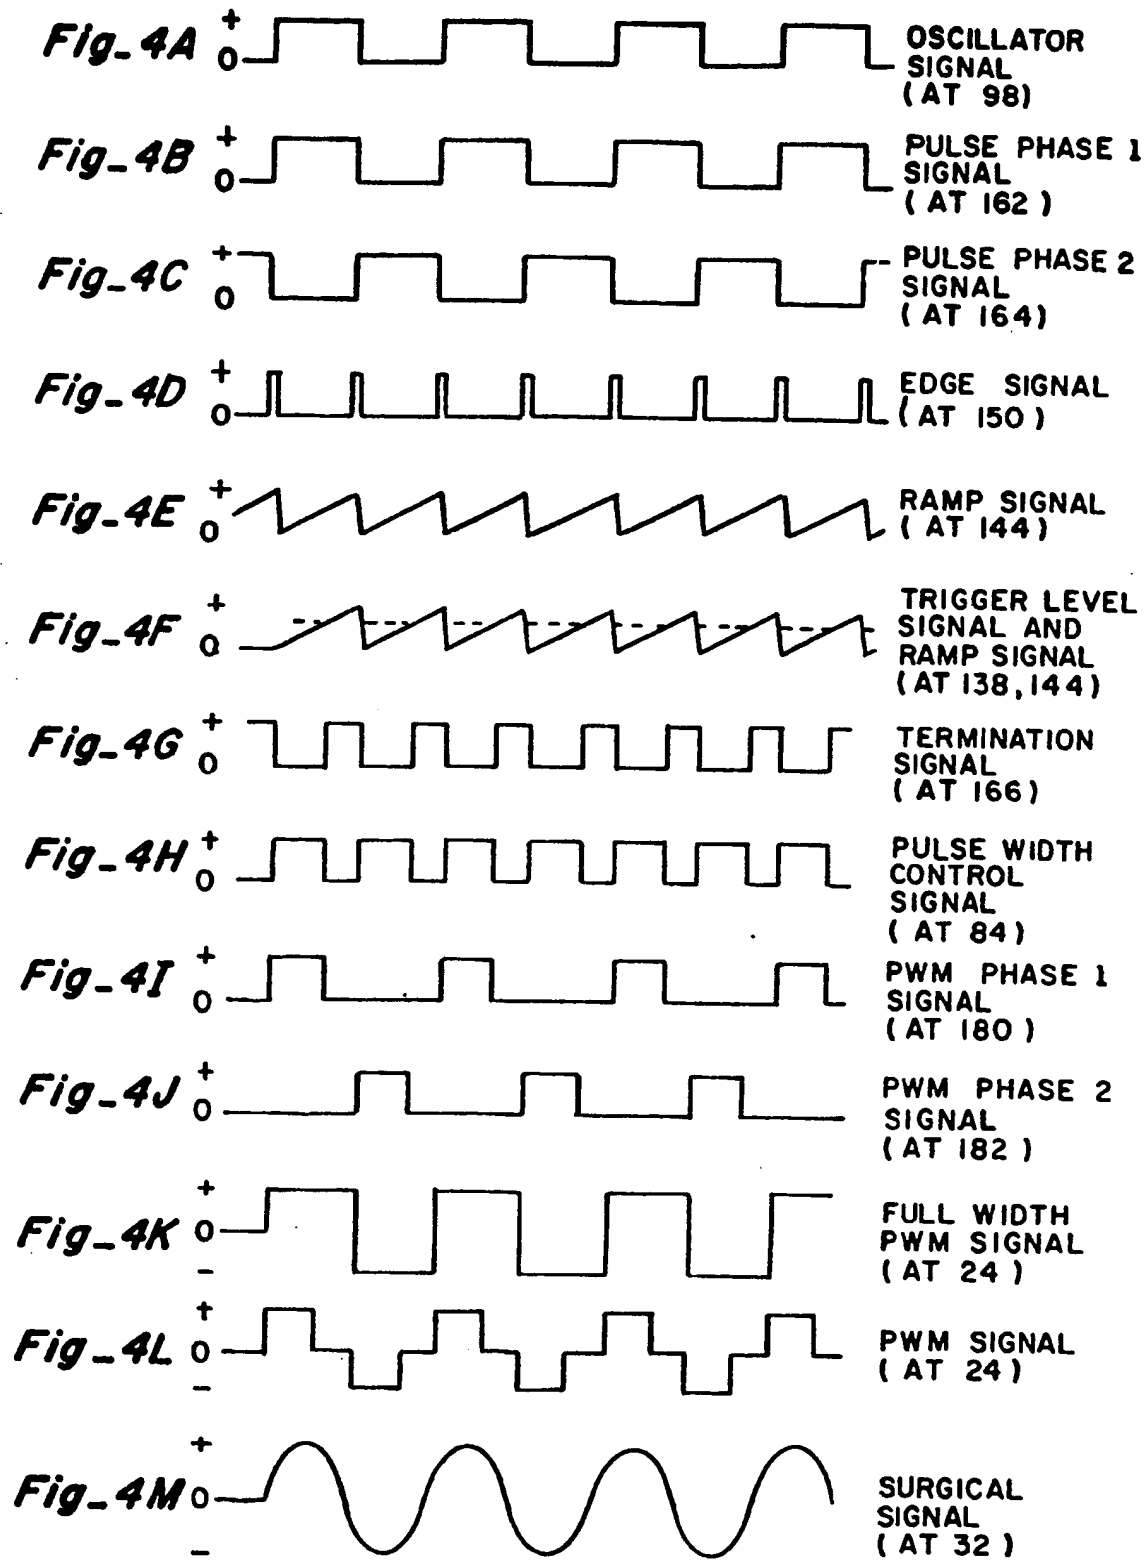 Fig_4A + 0 OSCILLATOR
SIGNAL
(AT 98)
Fig_4B + 0 PULSE PHASE 1
SIGNAL
(AT 162)
Fig_4C + 0 PULSE PHASE 2
SIGNAL
(AT 164)
Fig_4D + 0 EDGE SIGNAL
(AT 150)
Fig_4E + 0 RAMP SIGNAL
(AT 144)
Fig_4F + 0 TRIGGER LEVEL
SIGNAL AND
RAMP SIGNAL
(AT 138,144)
Fig_4G + 0 TERMINATION
SIGNAL
(AT 166)
Fig_4H + 0 PULSE WIDTH
CONTROL
SIGNAL
(AT 84)
Fig_4I + 0 PWM PHASE 1
SIGNAL
(AT 180)
Fig_4J + 0 PWM PHASE 2
SIGNAL
(AT 182)
Fig_4K + 0 - FULL WIDTH
PWM SIGNAL
(AT 24)
Fig_4L + 0 - PWM SIGNAL
(AT 24)
Fig_4M + 0 - SURGICAL
SIGNAL
(AT 32)